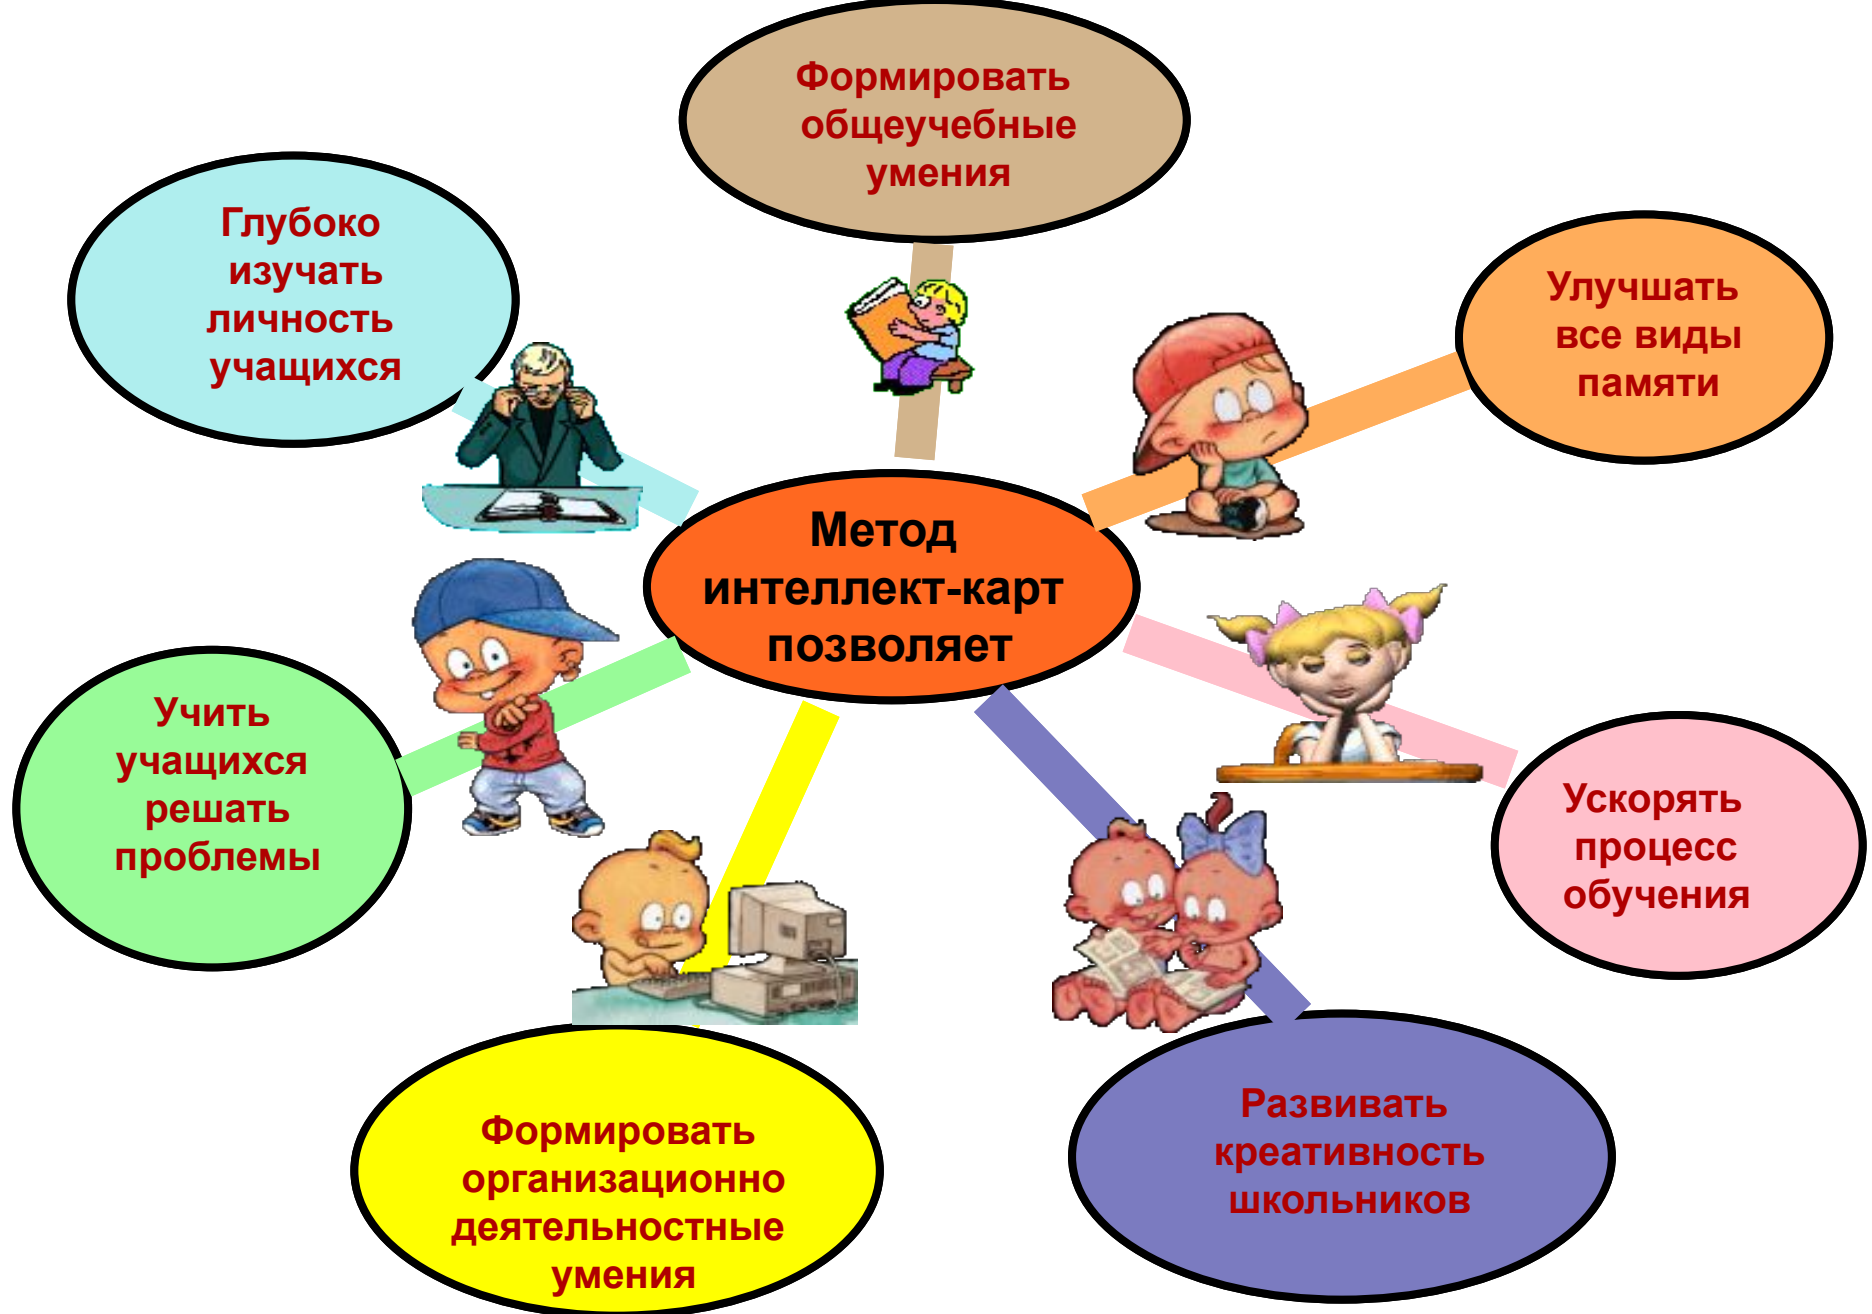 Формировать
общеучебные
умения
Глубоко
изучать
личность
учащихся
Улучшать
все виды
памяти
Метод
интеллект-карт
позволяет
Учить
учащихся
решать
проблемы
Ускорять
процесс
обучения
Формировать
организационно
деятельностные
умения
Развивать
креативность
школьников